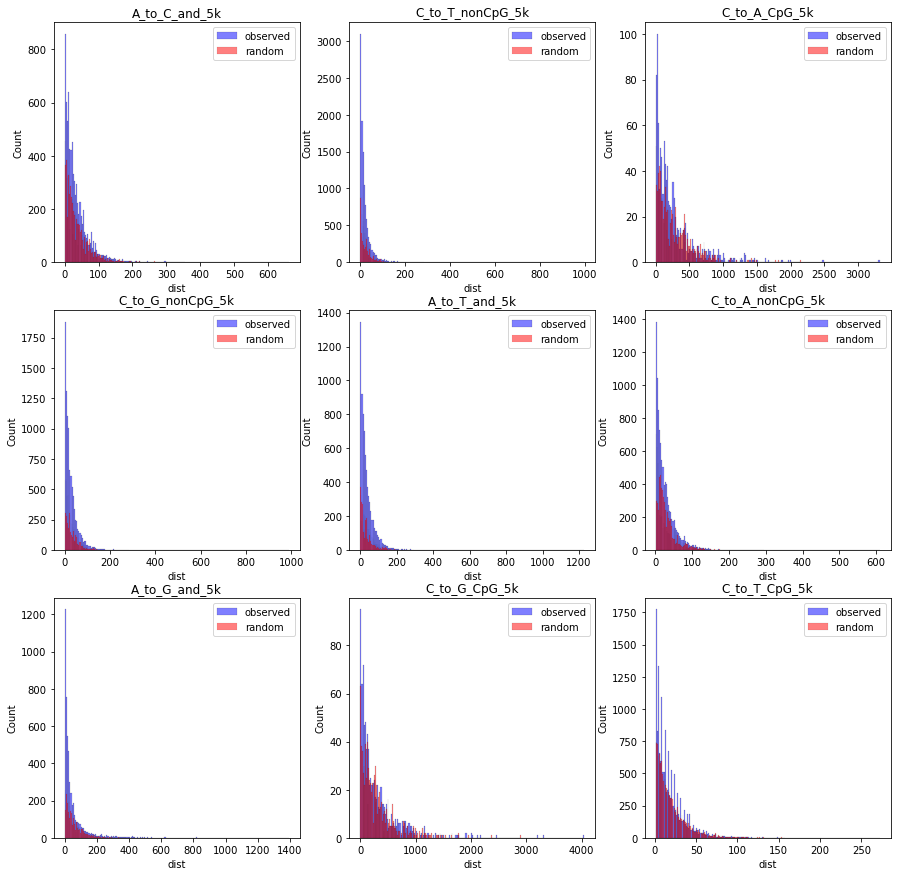 A_to_C_and_5k
Count
800
600
400
200
0
observed
random
0 100 200 300 400 500 600
dist
C_to_T_nonCpG_5k
Count
3000
2500
2000
1500
1000
500
0
observed
random
0 200 400 600 800 1000
dist
C_to_A_CpG_5k
Count
100
80
60
40
20
0
observed
random
0 500 1000 1500 2000 2500 3000
dist
C_to_G_nonCpG_5k
Count
1750
1500
1250
1000
750
500
250
0
observed
random
0 200 400 600 800 1000
dist
A_to_T_and_5k
Count
1400
1200
1000
800
600
400
200
0
observed
random
0 200 400 600 800 1000 1200
dist
C_to_A_nonCpG_5k
Count
1400
1200
1000
800
600
400
200
0
observed
random
0 100 200 300 400 500 600
dist
A_to_G_and_5k
Count
1200
1000
800
600
400
200
0
observed
random
0 200 400 600 800 1000 1200 1400
dist
C_to_G_CpG_5k
Count
80
60
40
20
0
observed
random
0 1000 2000 3000 4000
dist
C_to_T_CpG_5k
Count
1750
1500
1250
1000
750
500
250
0
observed
random
0 50 100 150 200 250
dist